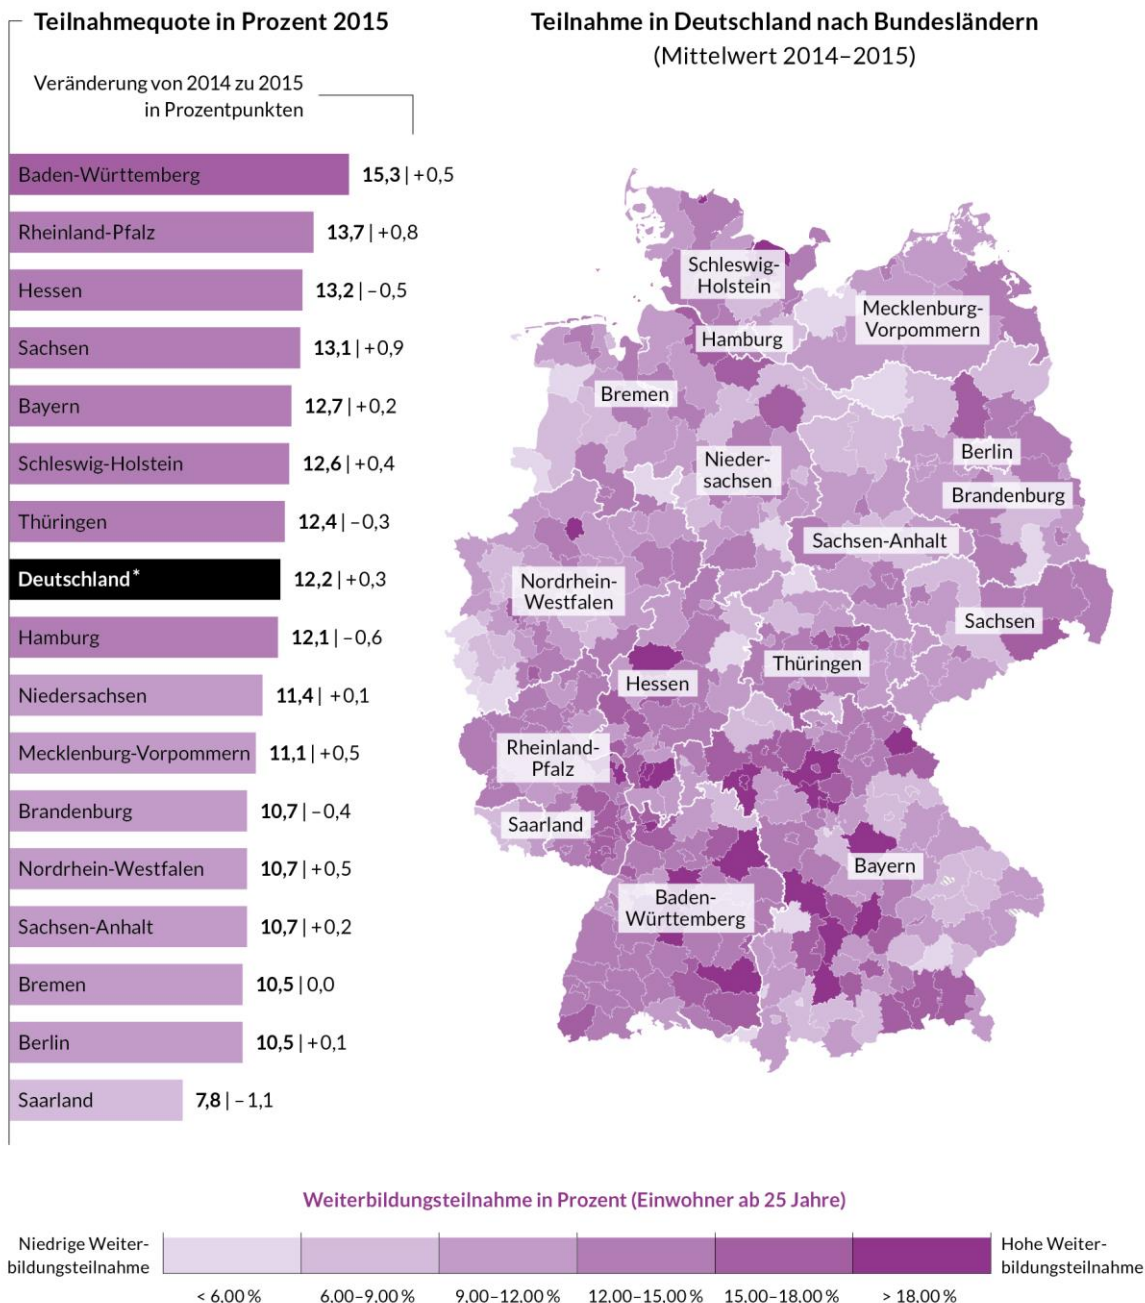 Teilnahmequote in Prozent 2015
Veränderung von 2014 zu 2015
in Prozentpunkten
Baden-Württemberg 15,3 | +0,5
Rheinland-Pfalz 13,7 | +0,8
Hessen 13,2 | −0,5
Sachsen 13,1 | +0,9
Bayern 12,7 | +0,2
Schleswig-Holstein 12,6 | +0,4
Thüringen 12,4 | −0,3
Deutschland* 12,2 | +0,3
Hamburg 12,1 | −0,6
Niedersachsen 11,4 | +0,1
Mecklenburg-Vorpommern 11,1 | +0,5
Brandenburg 10,7 | −0,4
Nordrhein-Westfalen 10,7 | +0,5
Sachsen-Anhalt 10,7 | +0,2
Bremen 10,5 | 0,0
Berlin 10,5 | +0,1
Saarland 7,8 | −1,1
Teilnahme in Deutschland nach Bundesländern
(Mittelwert 2014–2015)
Schleswig-
Holstein
Mecklenburg-
Vorpommern
Hamburg
Bremen
Nieder-
sachsen
Berlin
Brandenburg
Sachsen-Anhalt
Nordrhein-
Westfalen
Sachsen
Thüringen
Hessen
Rheinland-
Pfalz
Saarland
Bayern
Baden-
Württemberg
Weiterbildungsteilnahme in Prozent (Einwohner ab 25 Jahre)
Niedrige Weiter-
bildungsteilnahme
Hohe Weiter-
bildungsteilnahme
< 6,00 % 6,00–9,00 % 9,00–12,00 % 12,00–15,00 % 15,00–18,00 % > 18,00 %